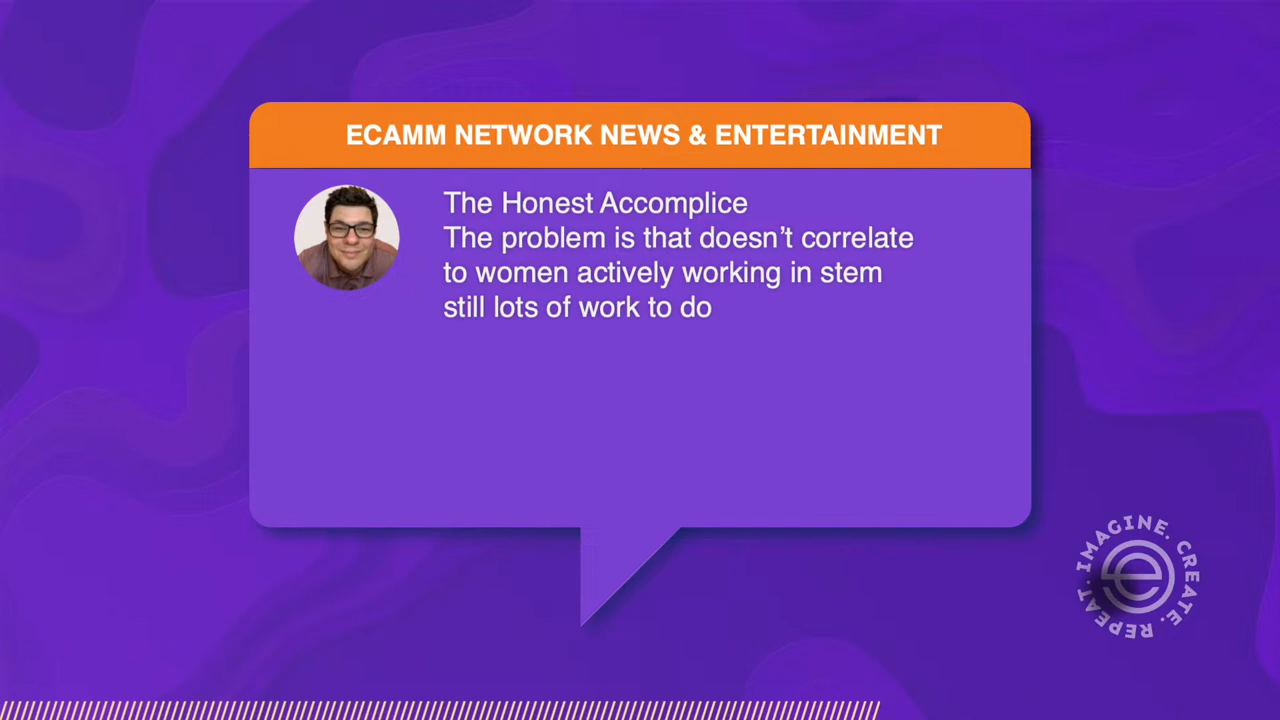 ECAMM NETWORK NEWS & ENTERTAINMENT
The Honest Accomplice
The problem is that doesn’t correlate
to women actively working in stem
still lots of work to do
IMAGINE. CREATE. REPEAT.
e